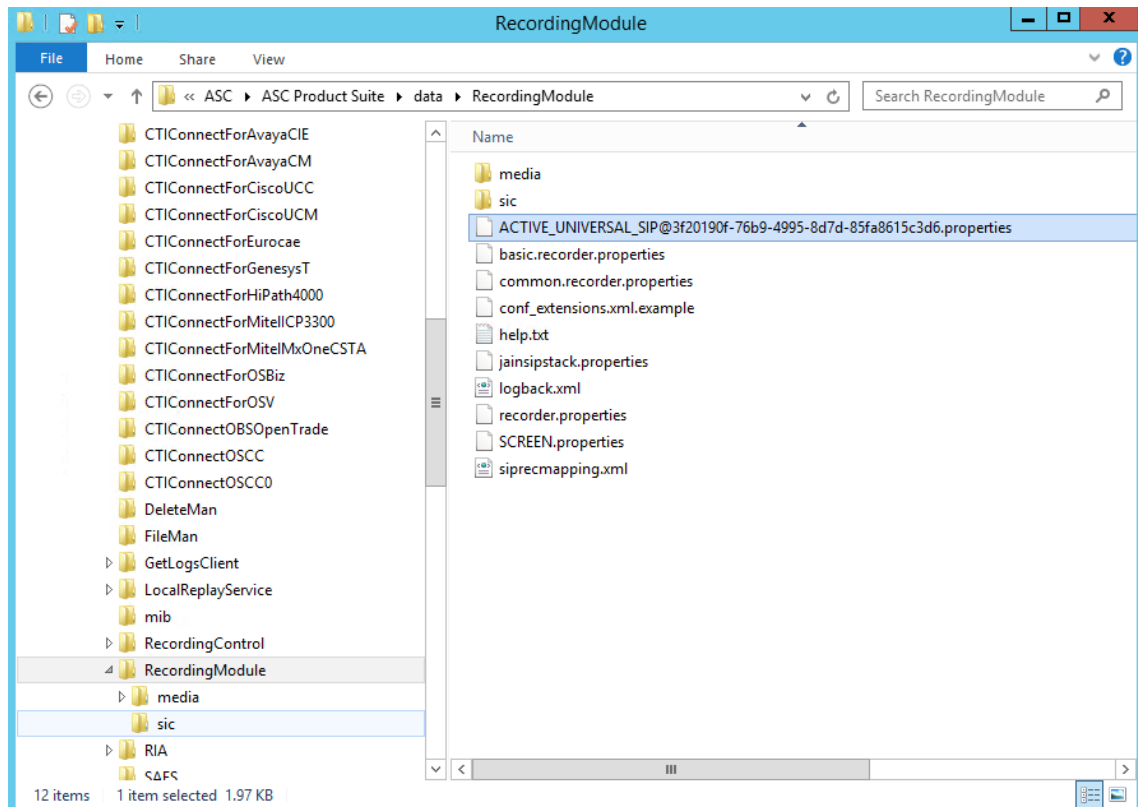 RecordingModule
File Home Share View
« ASC ▸ ASC Product Suite ▸ data ▸ RecordingModule
Search RecordingModule
CTIConnectForAvayaCIE
CTIConnectForAvayaCM
CTIConnectForCiscoUCC
CTIConnectForCiscoUCM
CTIConnectForEurocae
CTIConnectForGenesysT
CTIConnectForHiPath4000
CTIConnectForMitelICP3300
CTIConnectForMitelMxOneCSTA
CTIConnectForOSBiz
CTIConnectForOSV
CTIConnectOBSOpenTrade
CTIConnectOSCC
CTIConnectOSCC0
DeleteMan
FileMan
GetLogsClient
LocalReplayService
mib
RecordingControl
RecordingModule
media
sic
RIA
SAFS
Name
media
sic
ACTIVE_UNIVERSAL_SIP@3f20190f-76b9-4995-8d7d-85fa8615c3d6.properties
basic.recorder.properties
common.recorder.properties
conf_extensions.xml.example
help.txt
jainsipstack.properties
logback.xml
recorder.properties
SCREEN.properties
siprecmapping.xml
12 items 1 item selected 1.97 KB